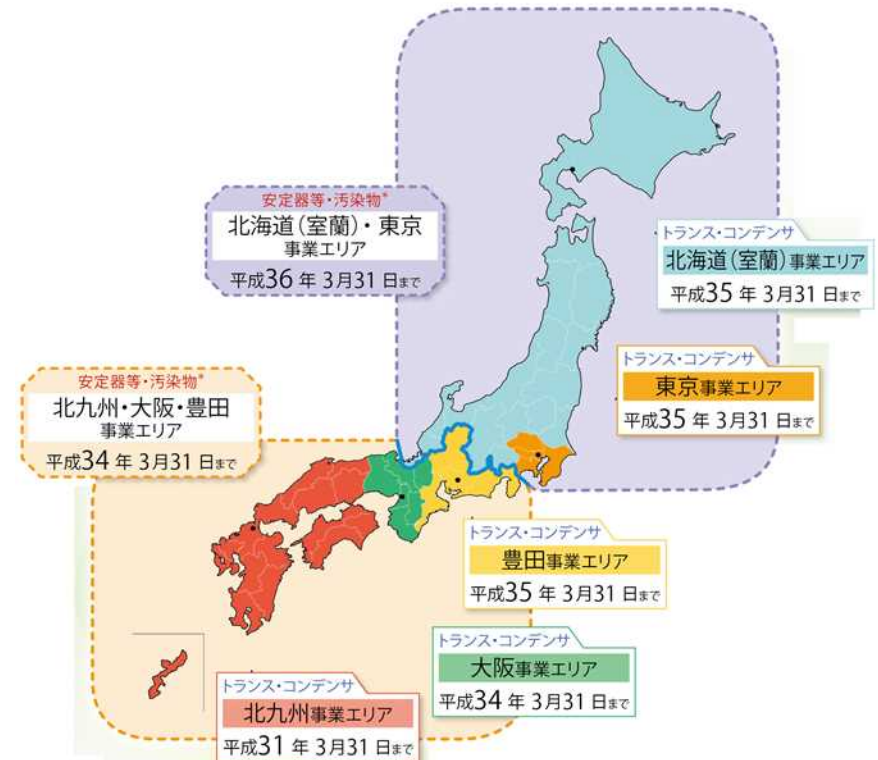 安定器等・汚染物*
北海道(室蘭)・東京
事業エリア
平成36年3月31日まで
トランス・コンデンサ
北海道(室蘭)事業エリア
平成35年3月31日まで
トランス・コンデンサ
東京事業エリア
平成35年3月31日まで
安定器等・汚染物*
北九州・大阪・豊田
事業エリア
平成34年3月31日まで
トランス・コンデンサ
豊田事業エリア
平成35年3月31日まで
トランス・コンデンサ
大阪事業エリア
平成34年3月31日まで
トランス・コンデンサ
北九州事業エリア
平成31年3月31日まで